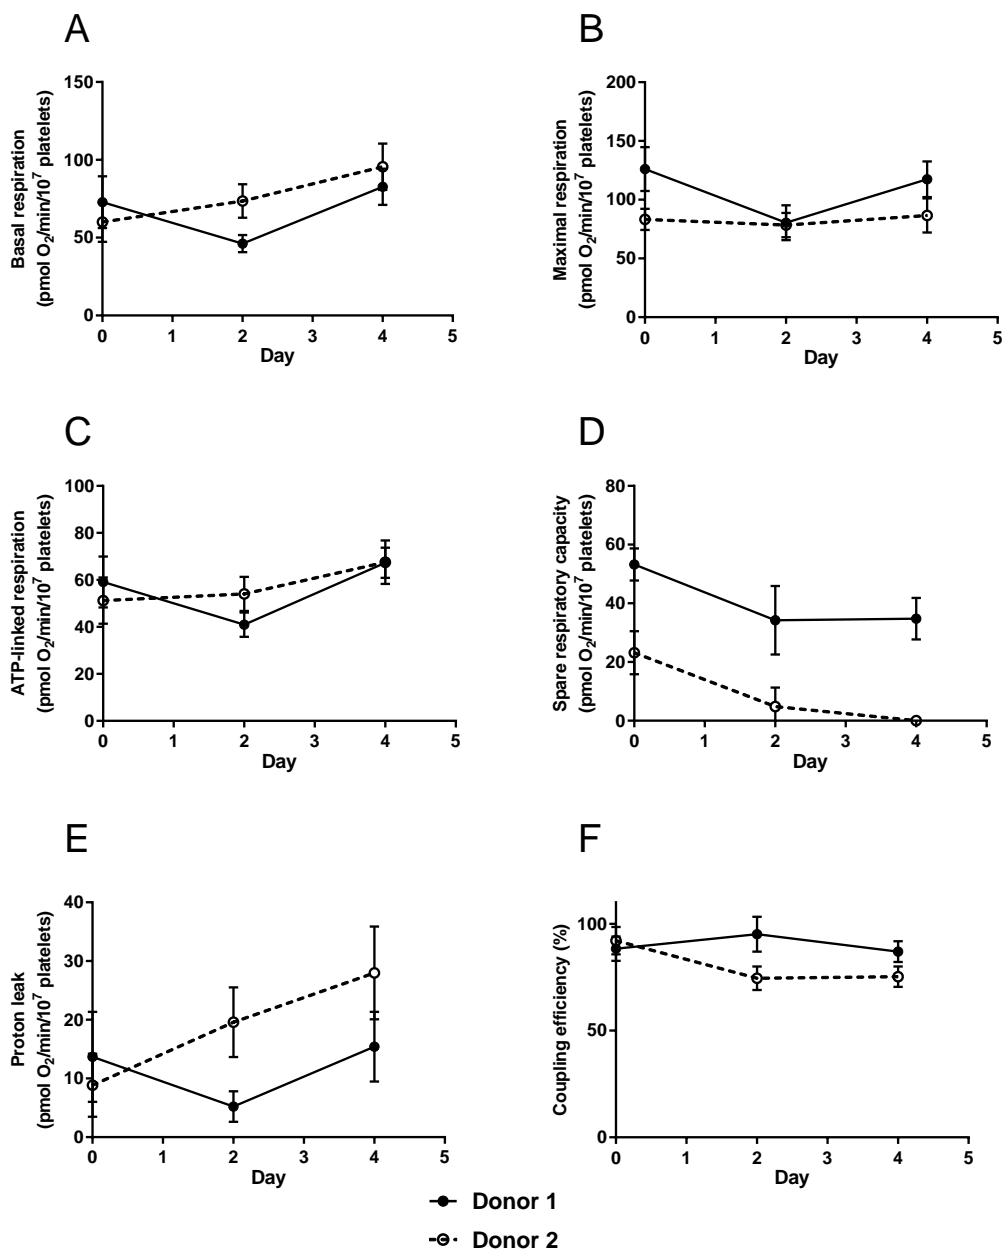 A
Basal respiration
(pmol O₂/min/10⁷ platelets)
150
100
50
0
0 1 2 3 4 5
Day
B
Maximal respiration
(pmol O₂/min/10⁷ platelets)
200
150
100
50
0
0 1 2 3 4 5
Day
C
ATP-linked respiration
(pmol O₂/min/10⁷ platelets)
100
80
60
40
20
0
0 1 2 3 4 5
Day
D
Spare respiratory capacity
(pmol O₂/min/10⁷ platelets)
80
60
40
20
0
0 1 2 3 4 5
Day
E
Proton leak
(pmol O₂/min/10⁷ platelets)
40
30
20
10
0
0 1 2 3 4 5
Day
F
Coupling efficiency (%)
100
50
0
0 1 2 3 4 5
Day
Donor 1
Donor 2